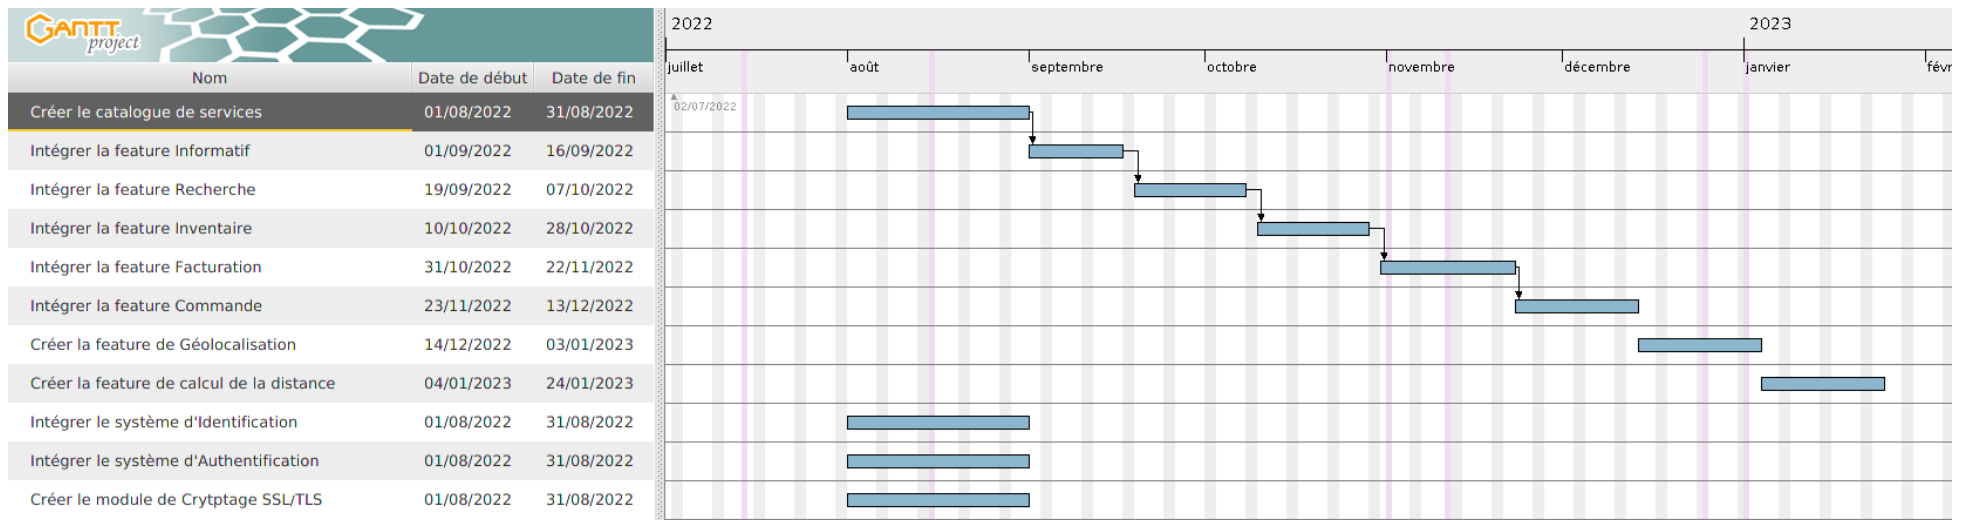 GANTT project
2022 2023
Nom Date de début Date de fin juillet août septembre octobre novembre décembre janvier févr
02/07/2022
Créer le catalogue de services 01/08/2022 31/08/2022
Intégrer la feature Informatif 01/09/2022 16/09/2022
Intégrer la feature Recherche 19/09/2022 07/10/2022
Intégrer la feature Inventaire 10/10/2022 28/10/2022
Intégrer la feature Facturation 31/10/2022 22/11/2022
Intégrer la feature Commande 23/11/2022 13/12/2022
Créer la feature de Géolocalisation 14/12/2022 03/01/2023
Créer la feature de calcul de la distance 04/01/2023 24/01/2023
Intégrer le système d'Identification 01/08/2022 31/08/2022
Intégrer le système d'Authentification 01/08/2022 31/08/2022
Créer le module de Crytptage SSL/TLS 01/08/2022 31/08/2022